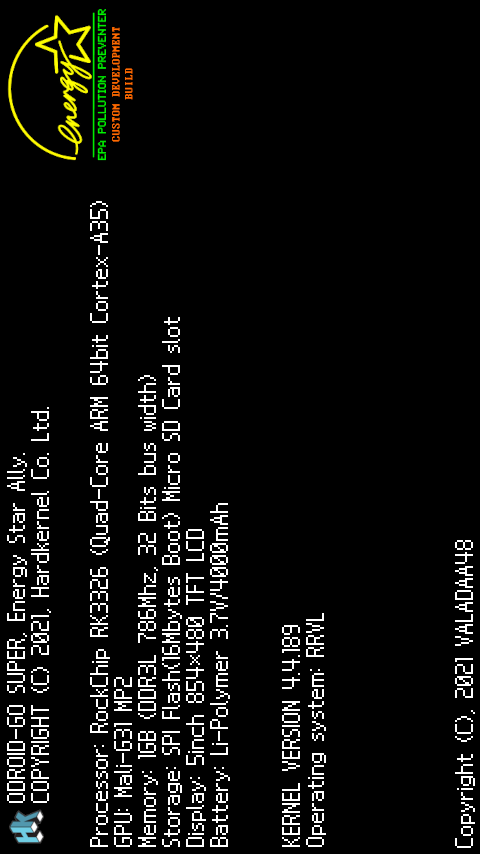 HK
ODROID-GO SUPER, Energy Star Ally.
COPYRIGHT (C) 2021, Hardkernel Co. Ltd.
energy
EPA POLLUTION PREVENTER
CUSTOM DEVELOPMENT
BUILD
Processor: RockChip RK3326 (Quad-Core ARM 64bit Cortex-A35)
GPU: Mali-G31 MP2
Memory: 1GB (DDR3L 786Mhz, 32 Bits bus width)
Storage: SPI Flash(16Mbytes Boot) Micro SD Card slot
Display: 5inch 854×480 TFT LCD
Battery: Li-Polymer 3.7V/4000mAh
KERNEL VERSION 4.4.189
Operating system: RRVL
Copyright (C), 2021 VALADAA48